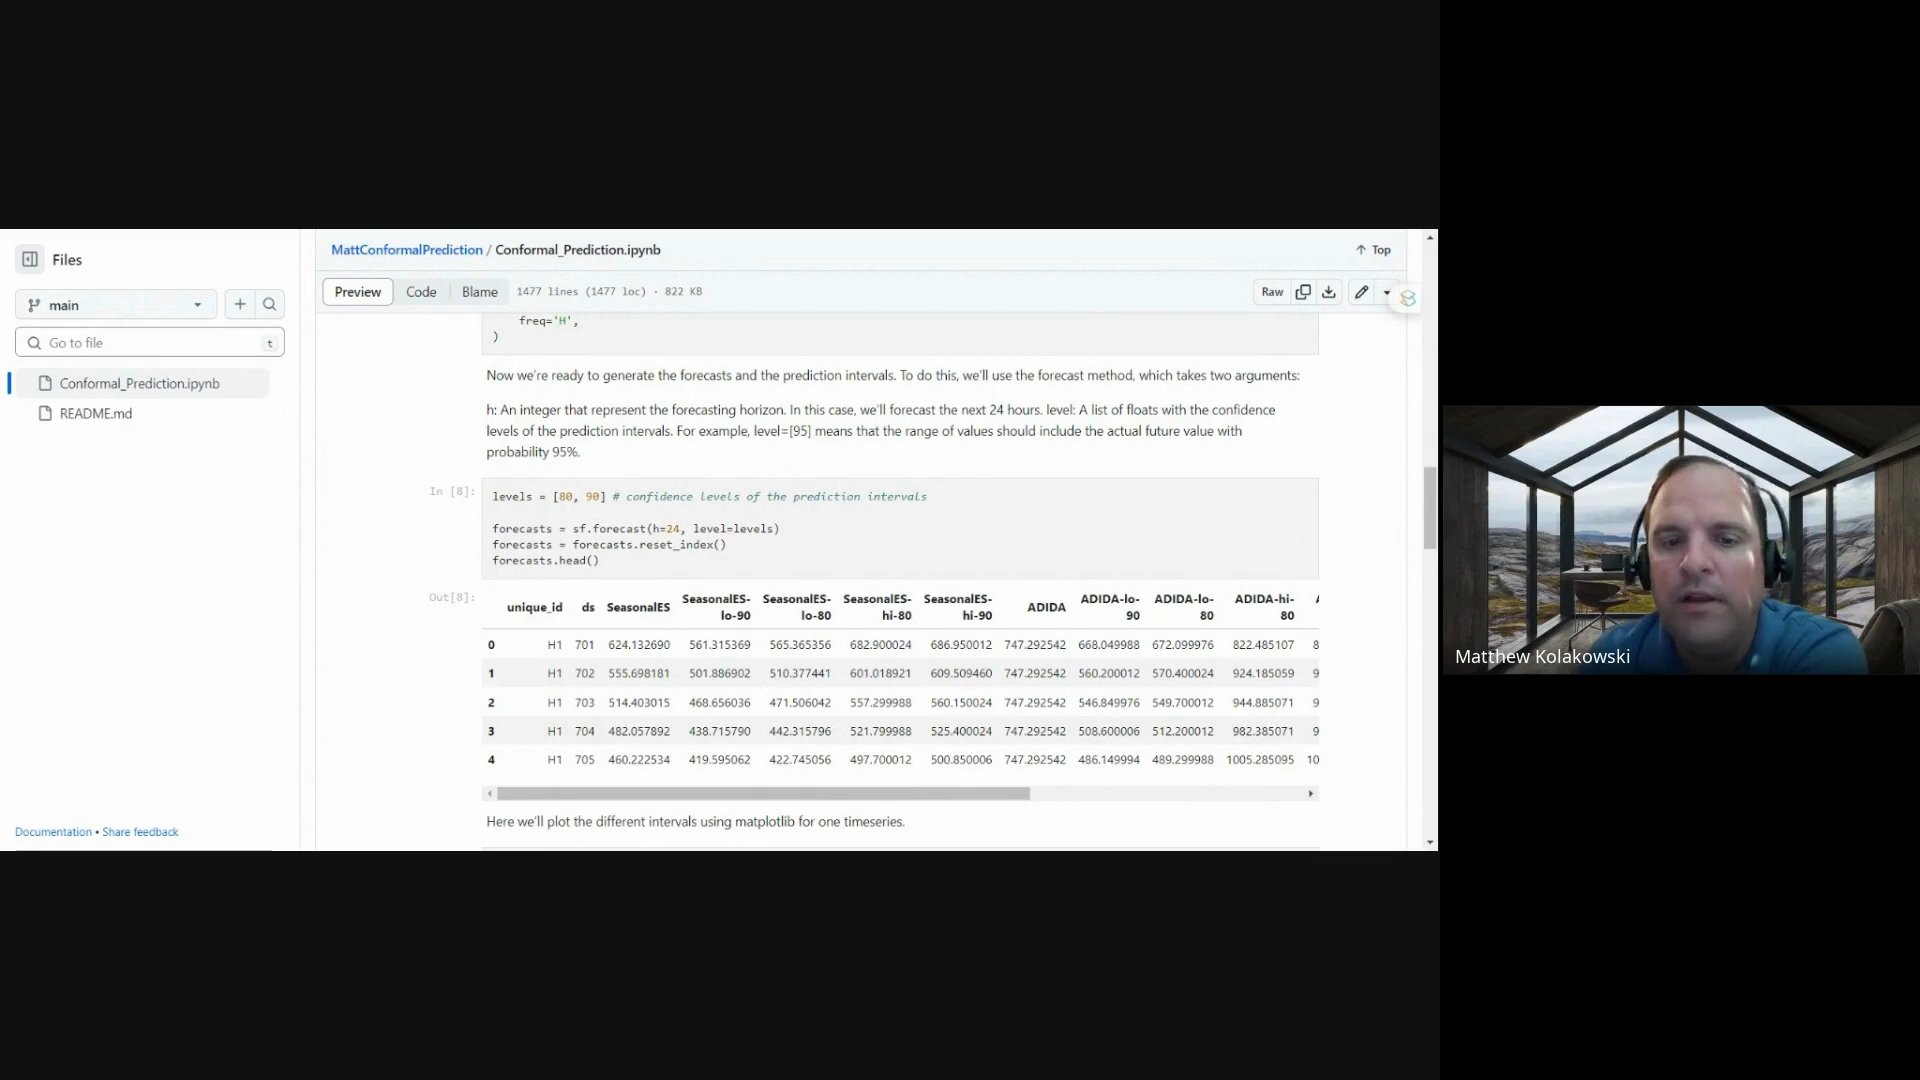 Files
main
Go to file
t
Conformal_Prediction.ipynb
README.md
Documentation • Share feedback
MattConformalPrediction / Conformal_Prediction.ipynb
Top
Preview Code Blame 1477 lines (1477 loc) · 822 KB
Raw
freq='H',
)
Now we're ready to generate the forecasts and the prediction intervals. To do this, we'll use the forecast method, which takes two arguments:
h: An integer that represent the forecasting horizon. In this case, we'll forecast the next 24 hours. level: A list of floats with the confidence
levels of the prediction intervals. For example, level=[95] means that the range of values should include the actual future value with
probability 95%.
In [8]:
levels = [80, 90] # confidence levels of the prediction intervals
forecasts = sf.forecast(h=24, level=levels)
forecasts = forecasts.reset_index()
forecasts.head()
Out[8]:
unique_id ds SeasonalES SeasonalES-lo-90 SeasonalES-lo-80 SeasonalES-hi-80 SeasonalES-hi-90 ADIDA ADIDA-lo-90 ADIDA-lo-80 ADIDA-hi-80
0 H1 701 624.132690 561.315369 565.365356 682.900024 686.950012 747.292542 668.049988 672.099976 822.485107 8
1 H1 702 555.698181 501.886902 510.377441 601.018921 609.509460 747.292542 560.200012 570.400024 924.185059 9
2 H1 703 514.403015 468.656036 471.506042 557.299988 560.150024 747.292542 546.849976 549.700012 944.885071 9
3 H1 704 482.057892 438.715790 442.315796 521.799988 525.400024 747.292542 508.600006 512.200012 982.385071 9
4 H1 705 460.222534 419.595062 422.745056 497.700012 500.850006 747.292542 486.149994 489.299988 1005.285095 10
Here we'll plot the different intervals using matplotlib for one timeseries.
Matthew Kolakowski